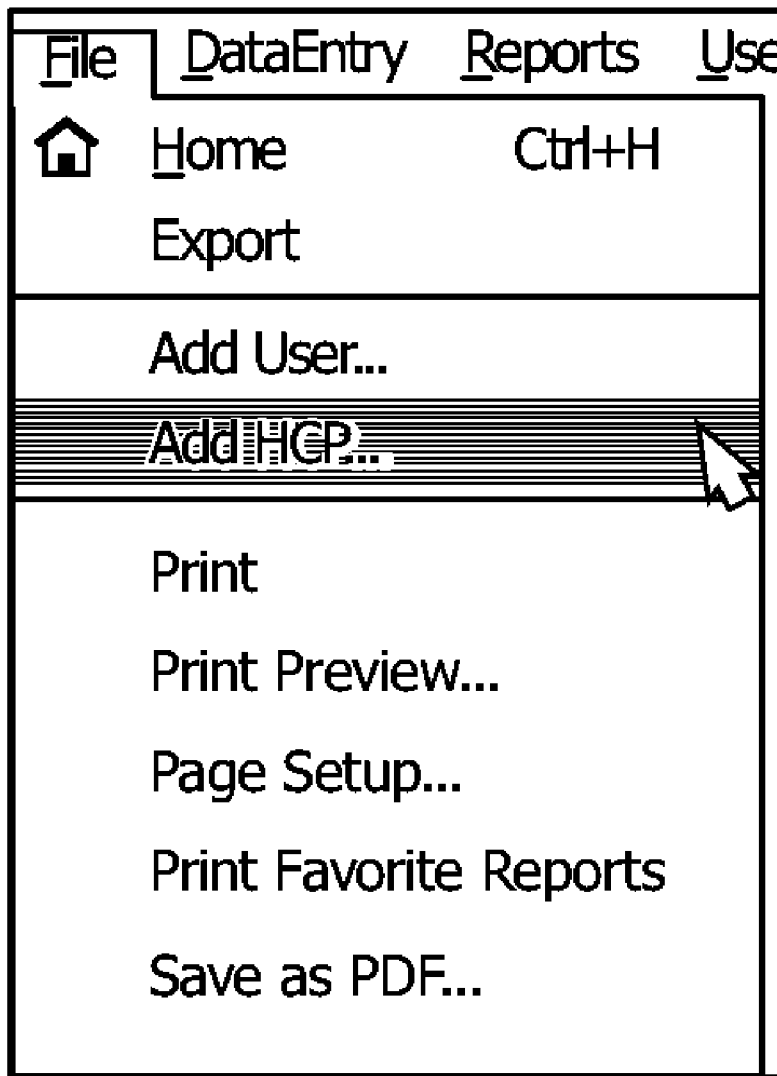 File DataEntry Reports Use
Home Ctrl+H
Export
Add User...
Add HCP...
Print
Print Preview...
Page Setup...
Print Favorite Reports
Save as PDF...